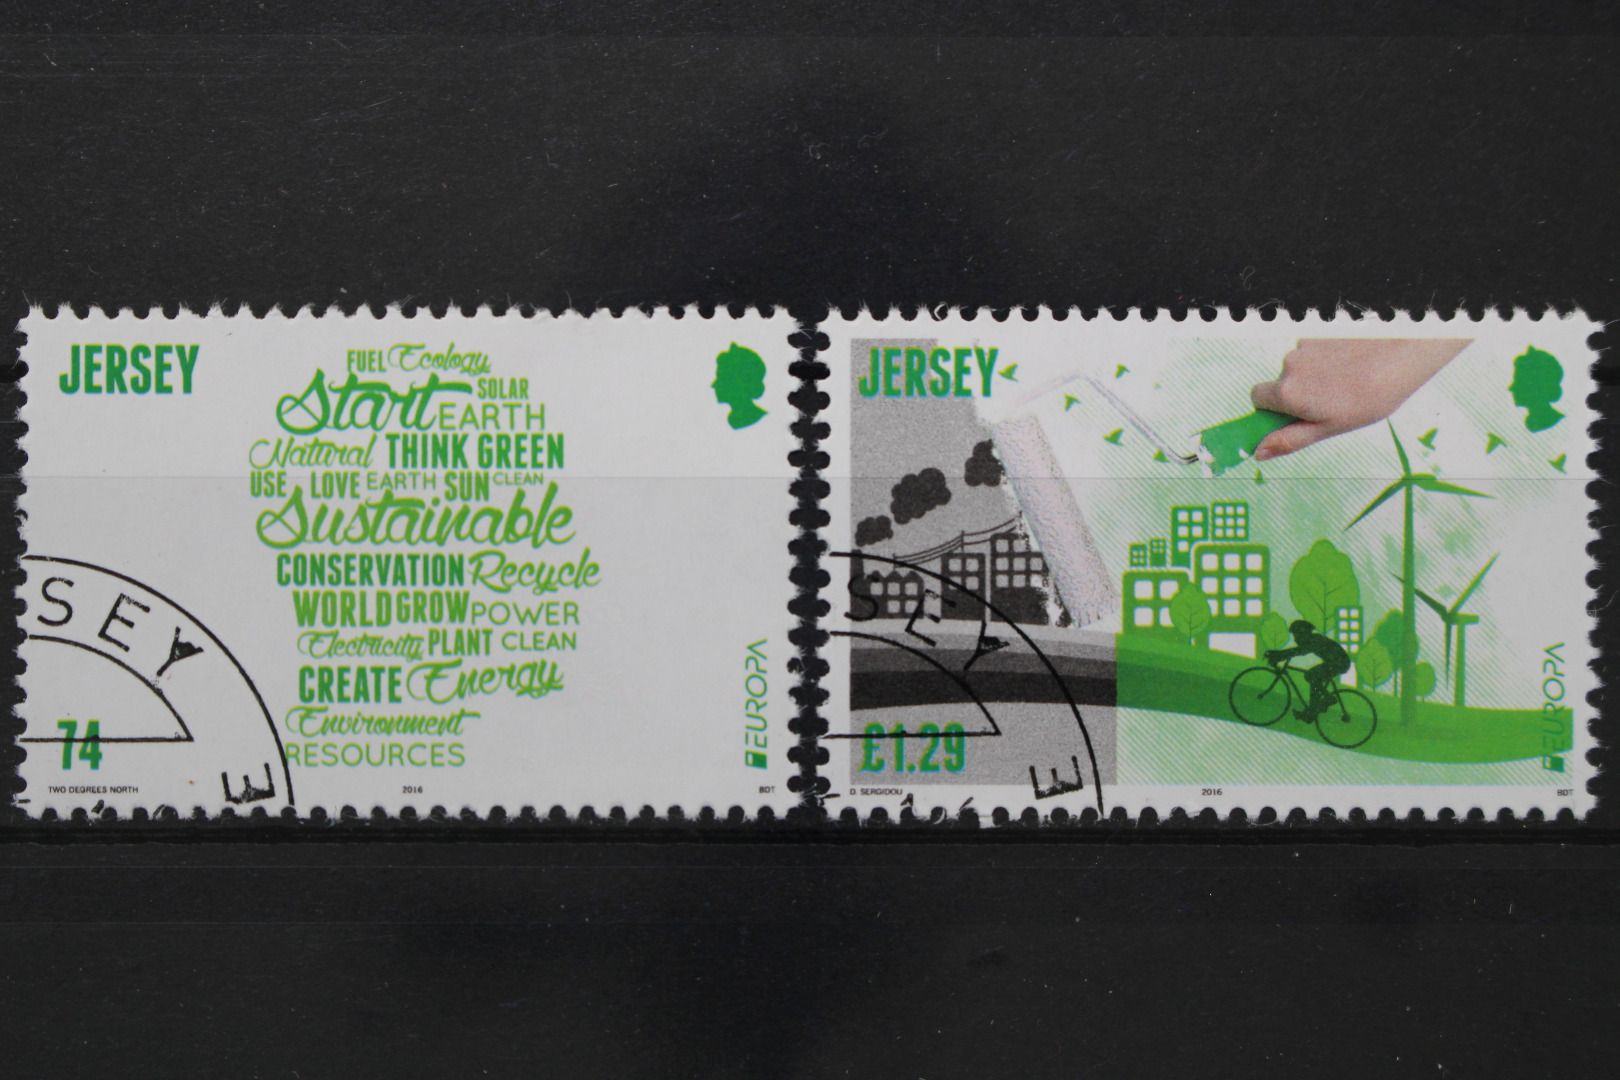 JERSEY
FUEL Ecology
Start SOLAR
EARTH
Natural THINK GREEN
USE LOVE EARTH SUN CLEAN
Sustainable
CONSERVATION Recycle
WORLD GROW POWER
Electricity PLANT CLEAN
CREATE Energy
Environment
RESOURCES
74
EUROPA
TWO DEGREES NORTH 2016 BDT
SEY
E
JERSEY
£1.29
EUROPA
D. SERGIDOU 2016 BDT
SEY
E